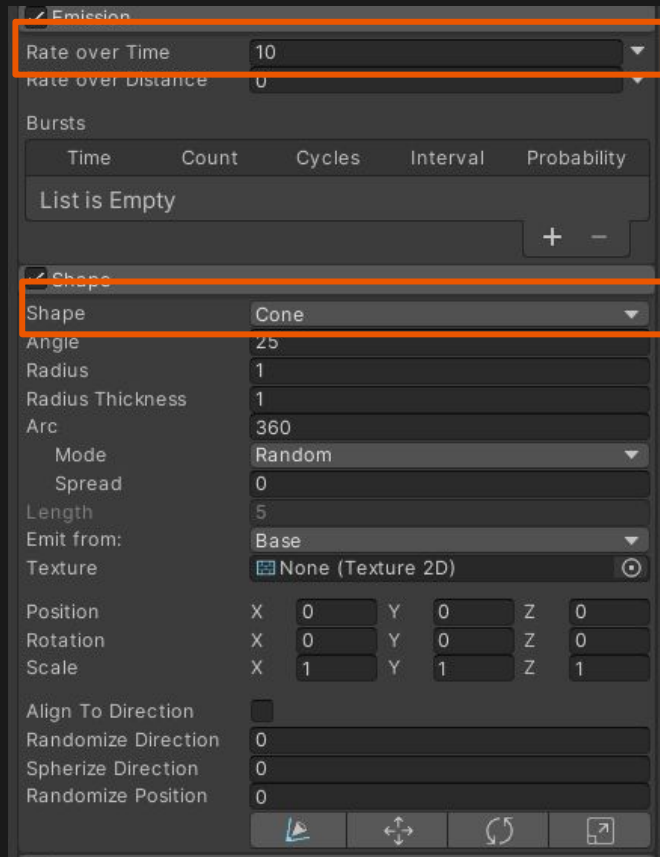 Emission
Rate over Time 10
Rate over Distance 0
Bursts
Time Count Cycles Interval Probability
List is Empty
+ −
Shape
Shape Cone
Angle 25
Radius 1
Radius Thickness 1
Arc 360
Mode Random
Spread 0
Length 5
Emit from: Base
Texture None (Texture 2D)
Position X 0 Y 0 Z 0
Rotation X 0 Y 0 Z 0
Scale X 1 Y 1 Z 1
Align To Direction
Randomize Direction 0
Spherize Direction 0
Randomize Position 0